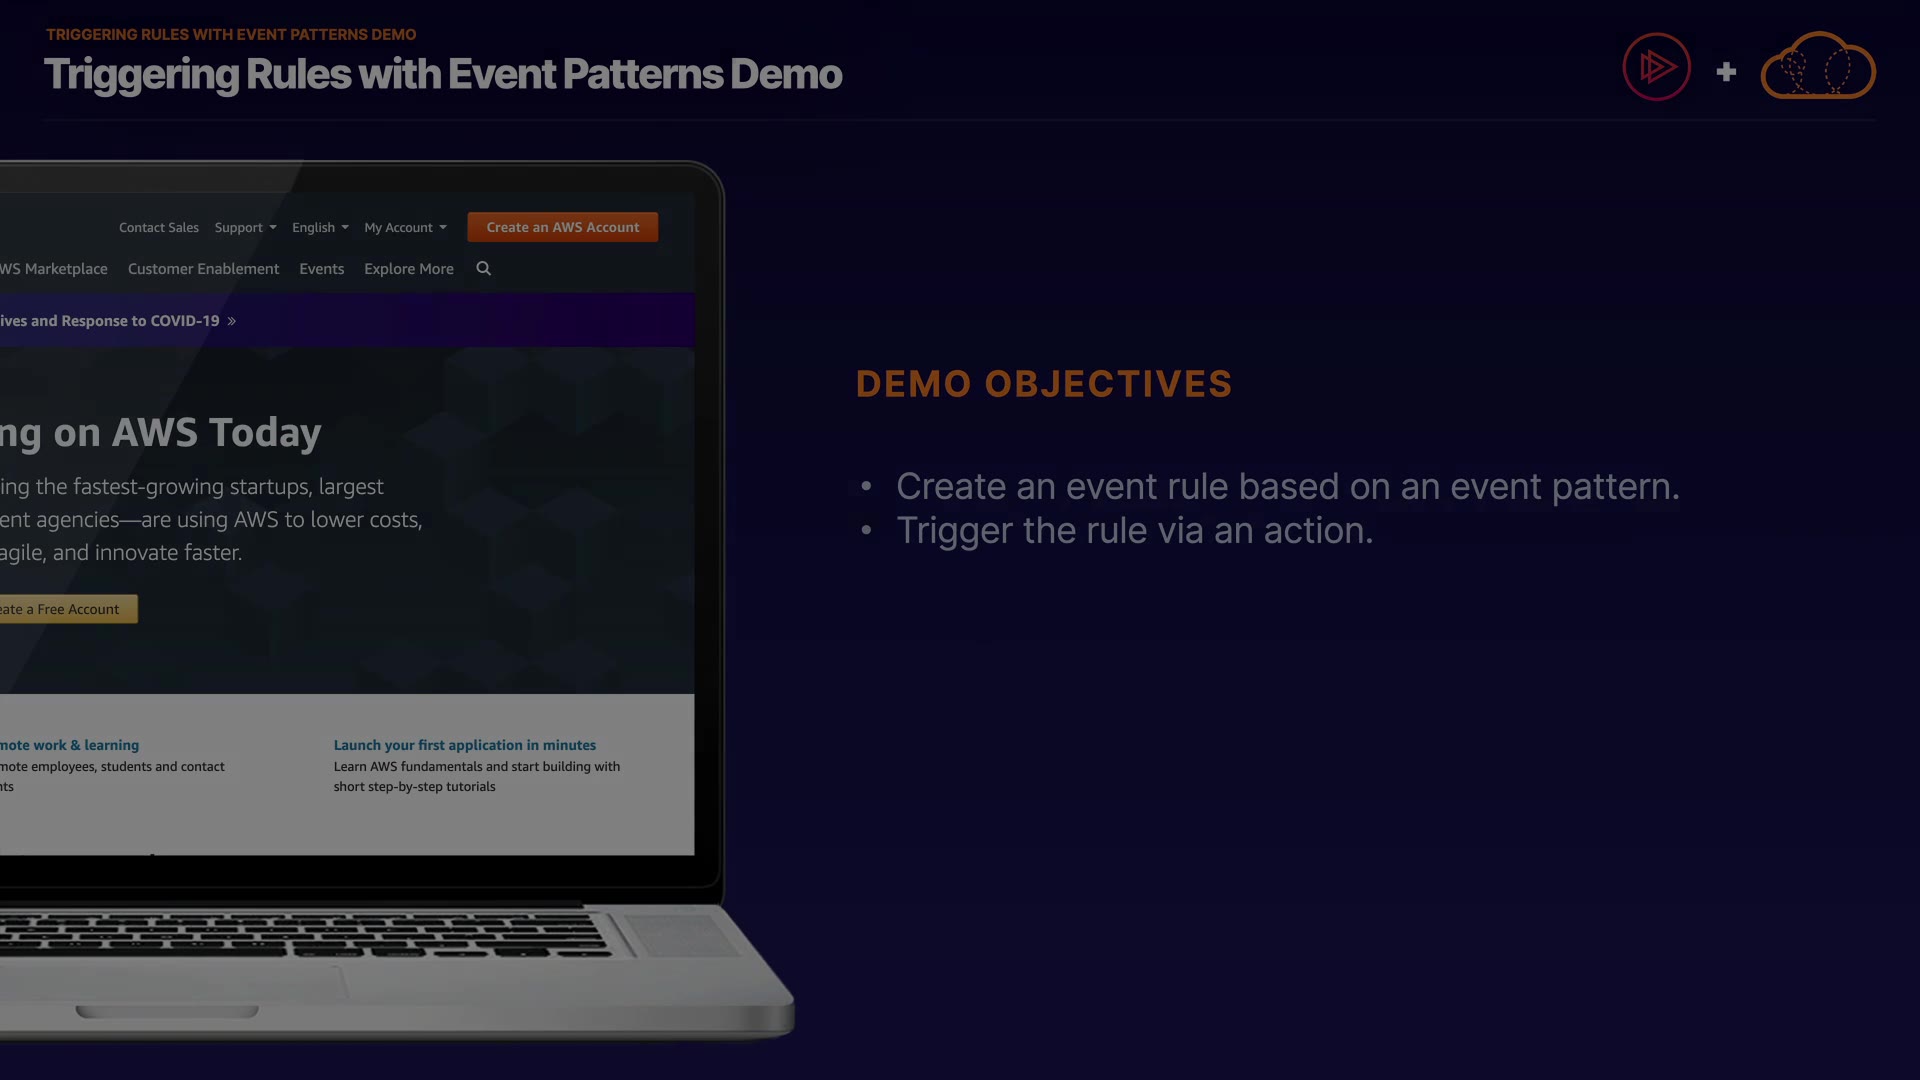 TRIGGERING RULES WITH EVENT PATTERNS DEMO
Triggering Rules with Event Patterns Demo
Contact Sales Support English My Account Create an AWS Account
WS Marketplace Customer Enablement Events Explore More
ives and Response to COVID-19 »
ng on AWS Today
ing the fastest-growing startups, largest
ent agencies—are using AWS to lower costs,
agile, and innovate faster.
eate a Free Account
mote work & learning
mote employees, students and contact
nts
Launch your first application in minutes
Learn AWS fundamentals and start building with
short step-by-step tutorials
DEMO OBJECTIVES
• Create an event rule based on an event pattern.
• Trigger the rule via an action.